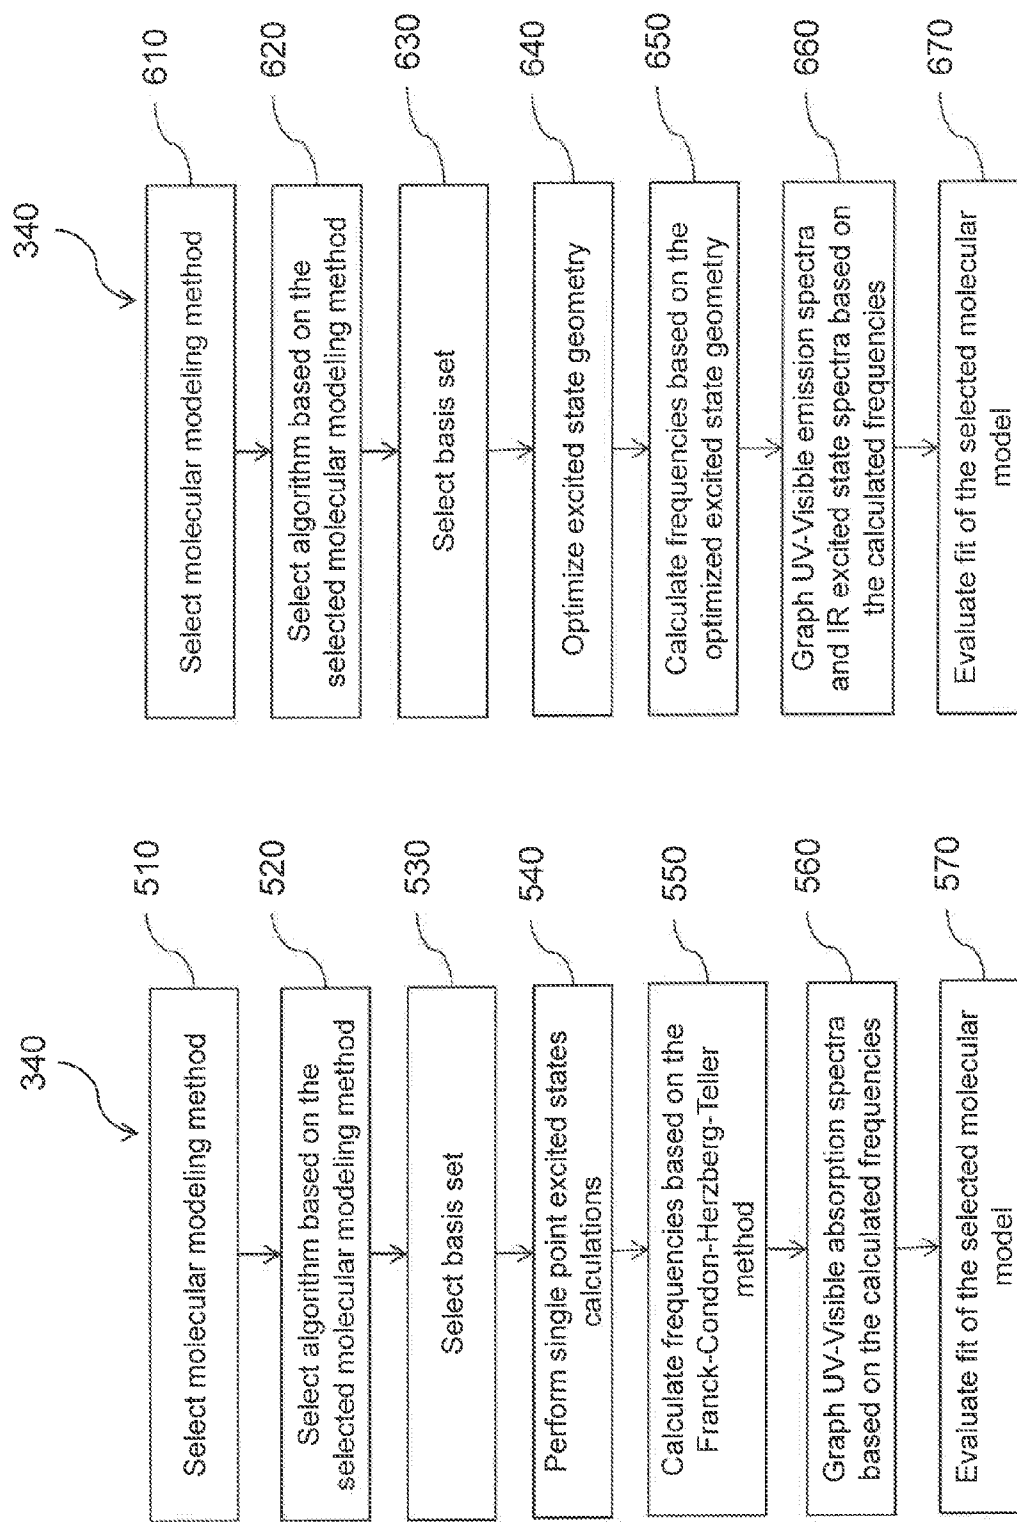 340
Select molecular modeling method
510
Select algorithm based on the
selected molecular modeling method
520
Select basis set
530
Perform single point excited states
calculations
540
Calculate frequencies based on the
Franck-Condon-Herzberg-Teller
method
550
Graph UV-Visible absorption spectra
based on the calculated frequencies
560
Evaluate fit of the selected molecular
model
570
340
Select molecular modeling method
610
Select algorithm based on the
selected molecular modeling method
620
Select basis set
630
Optimize excited state geometry
640
Calculate frequencies based on the
optimized excited state geometry
650
Graph UV-Visible emission spectra
and IR excited state spectra based on
the calculated frequencies
660
Evaluate fit of the selected molecular
model
670